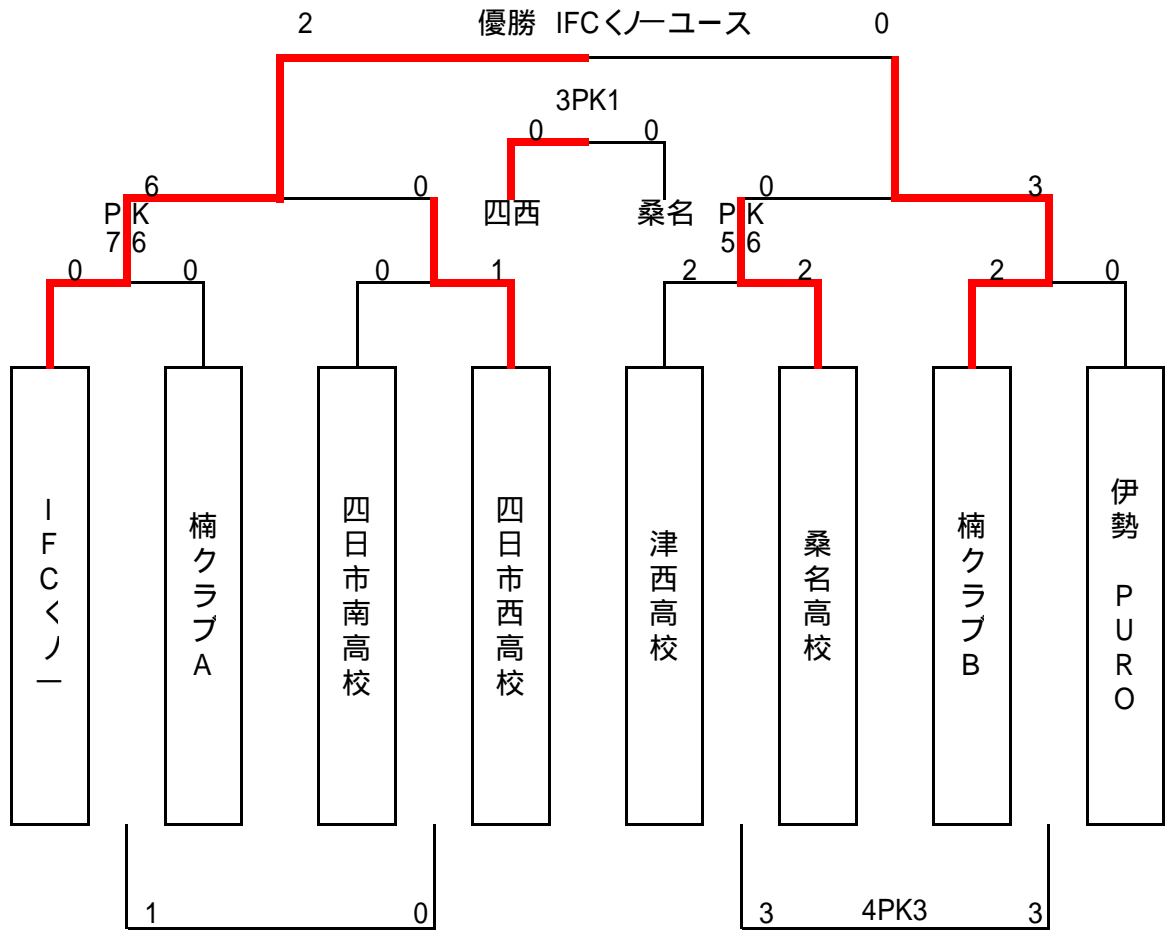 2 優勝 IFCくノ一ユース 0
3PK1
0 0
6 0 四西 桑名 0 3
PK PK
76 56
0 0 0 1 2 2 2 0
IFCくノ一
楠クラブA
四日市南高校
四日市西高校
津西高校
桑名高校
楠クラブB
伊勢 PURO
1 0 3 4PK3 3